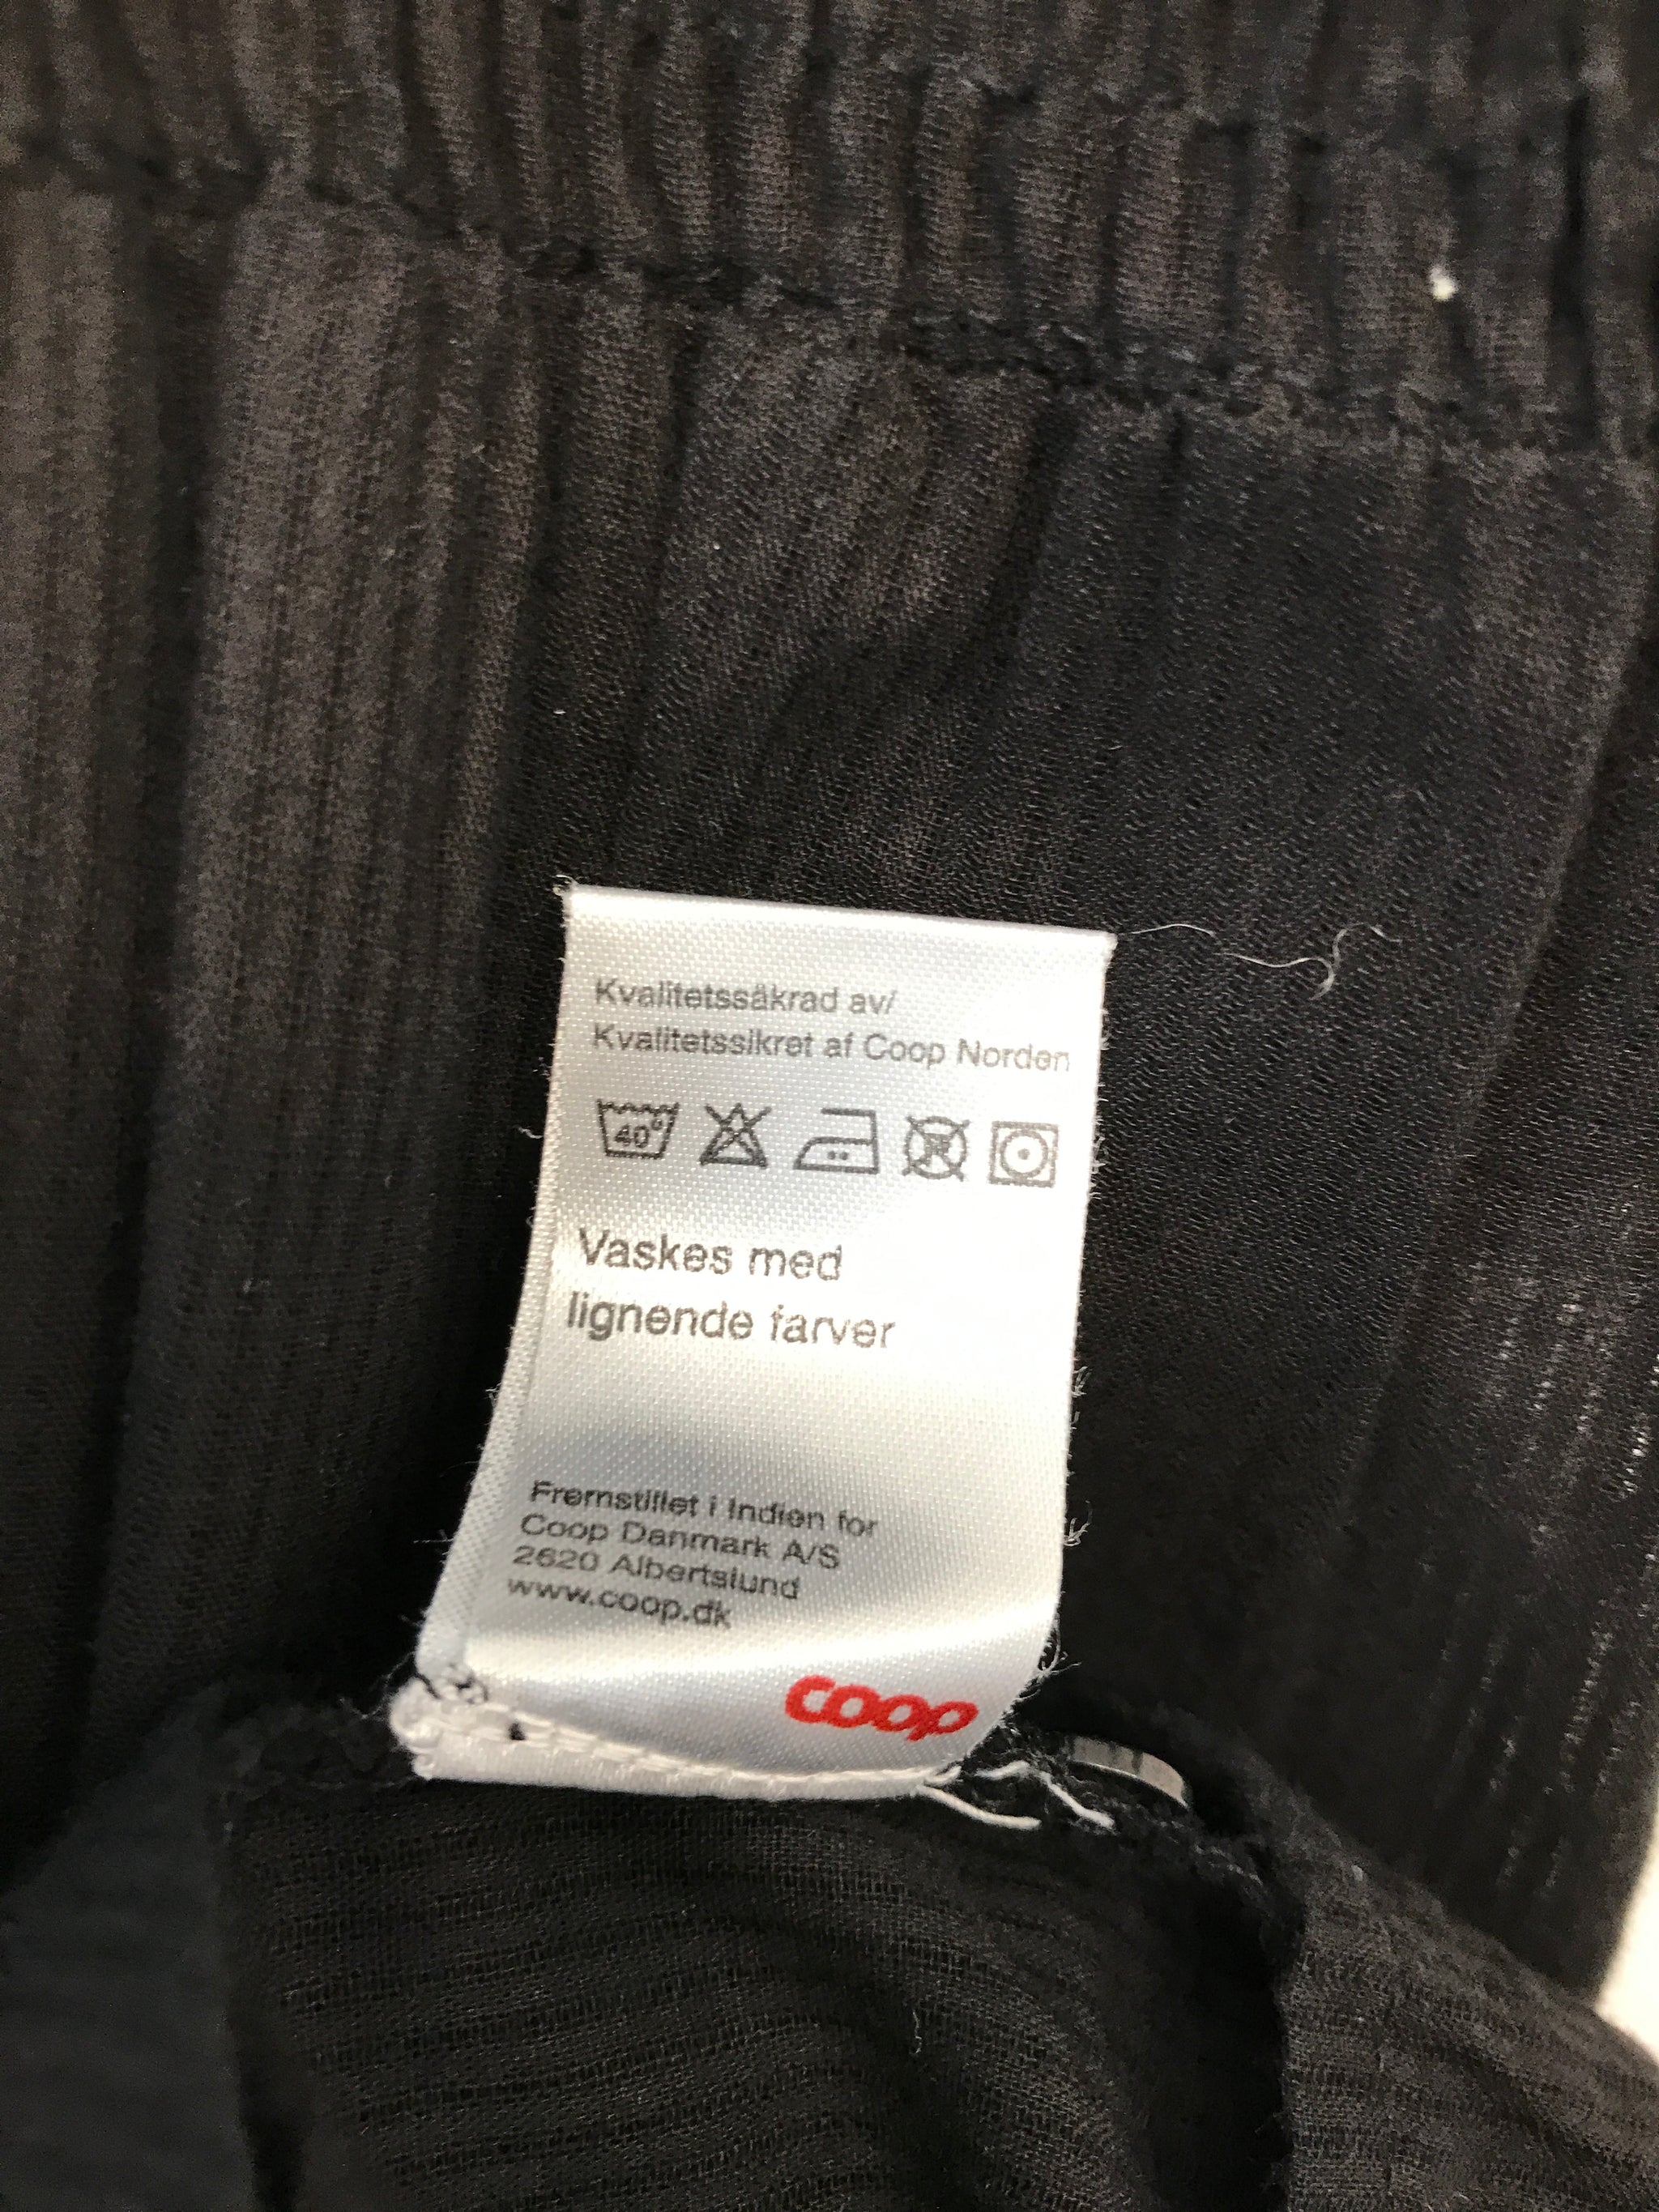 Kvalitetssäkrad av/
Kvalitetssikret af Coop Norden
40°
Vaskes med
lignende farver
Fremstillet i Indien for
Coop Danmark A/S
2620 Albertslund
www.coop.dk
coop